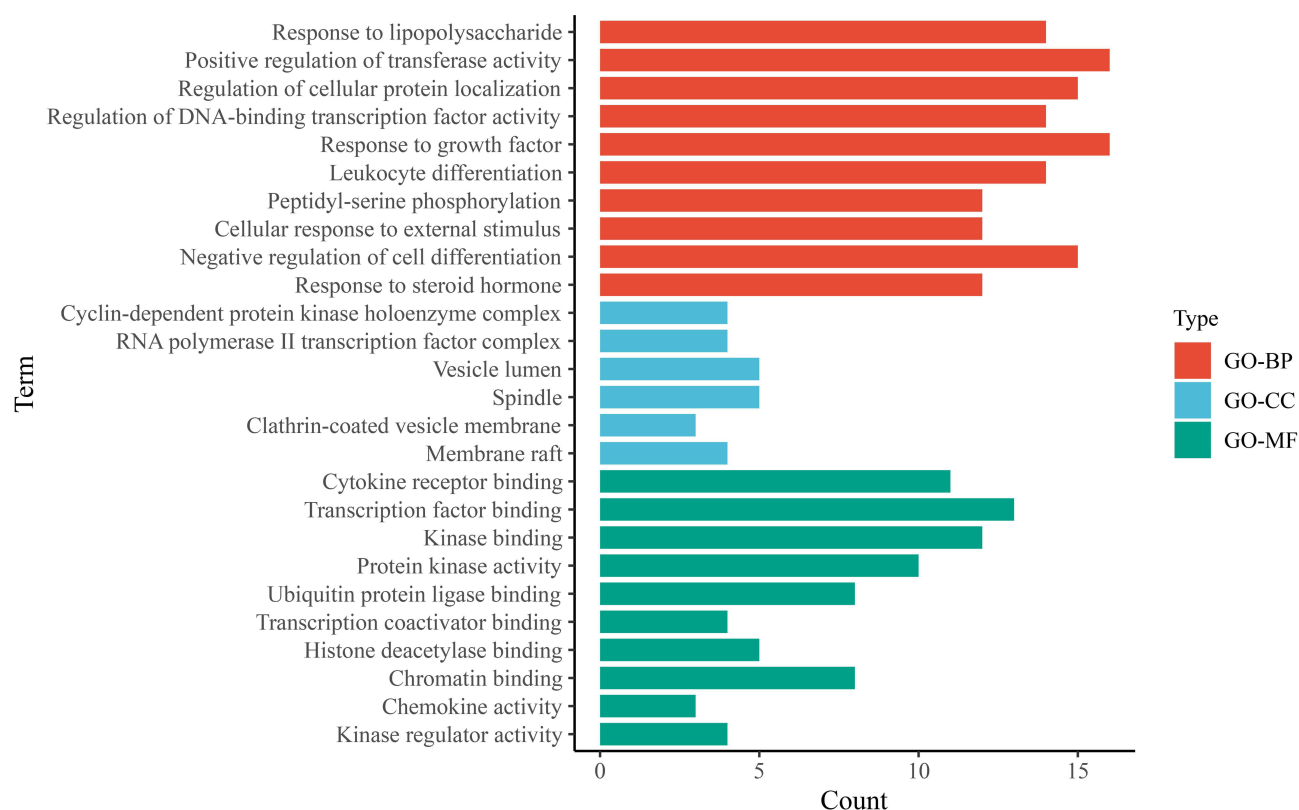 Response to lipopolysaccharide
Positive regulation of transferase activity
Regulation of cellular protein localization
Regulation of DNA-binding transcription factor activity
Response to growth factor
Leukocyte differentiation
Peptidyl-serine phosphorylation
Cellular response to external stimulus
Negative regulation of cell differentiation
Response to steroid hormone
Cyclin-dependent protein kinase holoenzyme complex
RNA polymerase II transcription factor complex
Vesicle lumen
Spindle
Clathrin-coated vesicle membrane
Membrane raft
Cytokine receptor binding
Transcription factor binding
Kinase binding
Protein kinase activity
Ubiquitin protein ligase binding
Transcription coactivator binding
Histone deacetylase binding
Chromatin binding
Chemokine activity
Kinase regulator activity
Term
0 5 10 15
Count
Type
GO-BP
GO-CC
GO-MF